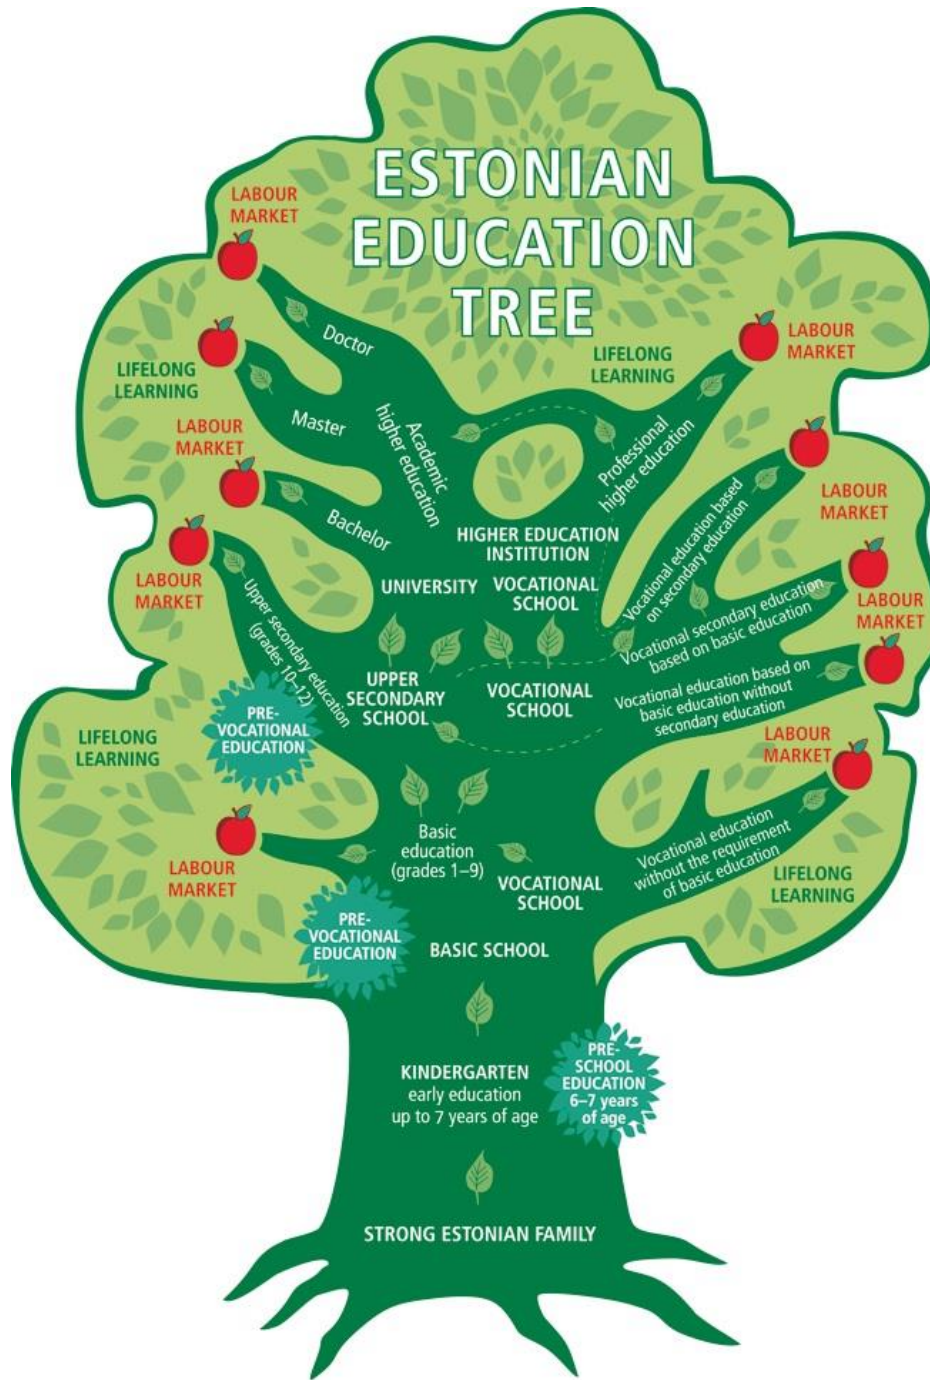 ESTONIAN
EDUCATION
TREE
LABOUR
MARKET
Doctor
LIFELONG
LEARNING
Master
Academic
higher education
LIFELONG
LEARNING
LABOUR
MARKET
Professional
higher education
LABOUR
MARKET
Bachelor
HIGHER EDUCATION
INSTITUTION
UNIVERSITY
VOCATIONAL
SCHOOL
Vocational education based
on secondary education
LABOUR
MARKET
LABOUR
MARKET
Upper secondary education
(grades 10–12)
Vocational secondary education
based on basic education
LABOUR
MARKET
UPPER
SECONDARY
SCHOOL
VOCATIONAL
SCHOOL
Vocational education based on
basic education without
secondary education
PRE-
VOCATIONAL
EDUCATION
LIFELONG
LEARNING
LABOUR
MARKET
Basic
education
(grades 1–9)
LABOUR
MARKET
VOCATIONAL
SCHOOL
Vocational education
without the requirement
of basic education
LIFELONG
LEARNING
PRE-
VOCATIONAL
EDUCATION
BASIC SCHOOL
KINDERGARTEN
early education
up to 7 years of age
PRE-
SCHOOL
EDUCATION
6–7 years
of age
STRONG ESTONIAN FAMILY